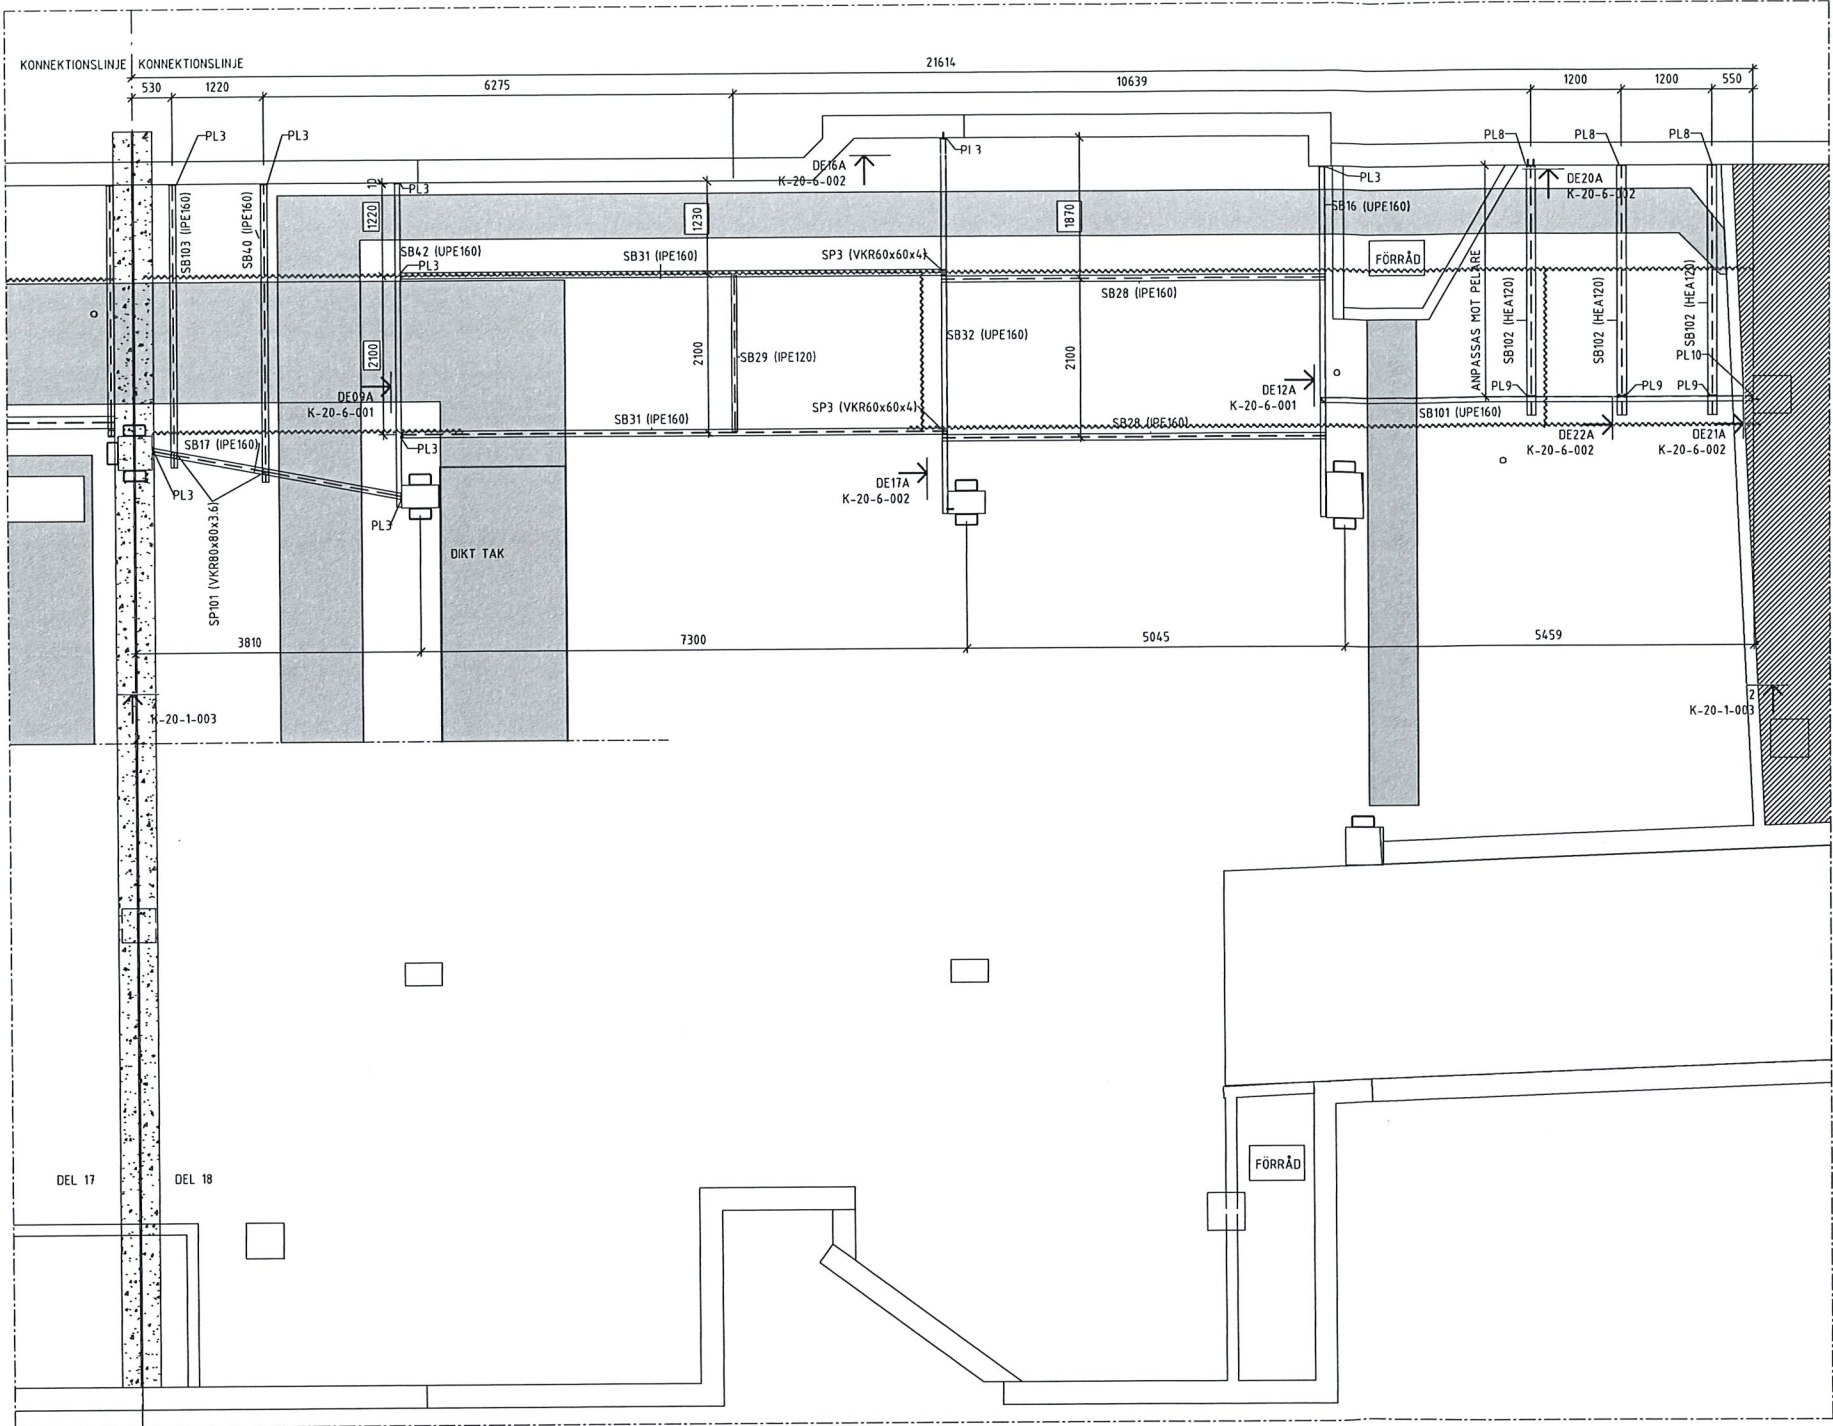 KONNEKTIONSLINJE
KONNEKTIONSLINJE
21614
530
1220
6275
10639
1200
1200
550
PL3
PL3
PL3
PL8
PL8
PL8
DE16A
K-20-6-002
PL3
PL3
DE20A
K-20-6-002
10
1220
1230
1870
SB103 (IPE160)
SB40 (IPE160)
SB42 (UPE160)
PL3
SB31 (IPE160)
SP3 (VKR60x60x4)
SB16 (UPE160)
FÖRRÅD
SB28 (IPE160)
ANPASSAS MOT PELARE
SB102 (HEA120)
SB102 (HEA120)
SB102 (HEA120)
SB32 (UPE160)
2100
2100
2100
SB29 (IPE120)
PL10
DE09A
K-20-6-001
DE12A
K-20-6-001
PL9
PL9
PL9
SP3 (VKR60x60x4)
SB31 (IPE160)
SB28 (IPE160)
SB101 (UPE160)
SB17 (IPE160)
PL3
DE22A
K-20-6-002
DE21A
K-20-6-002
DE17A
K-20-6-002
PL3
PL3
SP101 (VKR80x80x3.6)
DIKT TAK
3810
7300
5045
5459
K-20-1-003
2
K-20-1-003
DEL 17
DEL 18
FÖRRÅD